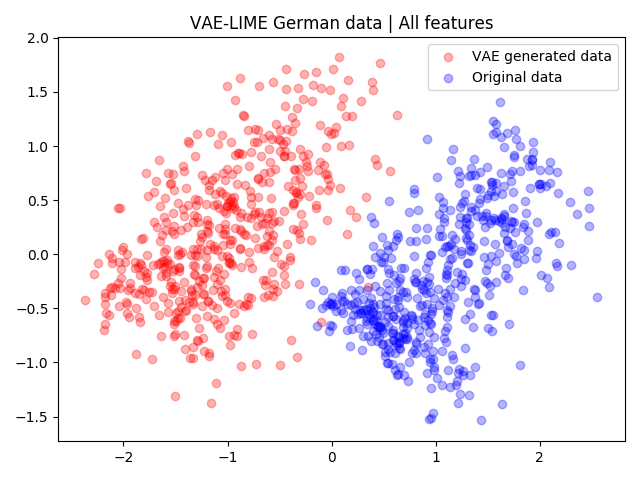 VAE-LIME German data | All features
VAE generated data
Original data
2.0
1.5
1.0
0.5
0.0
−0.5
−1.0
−1.5
−2 −1 0 1 2